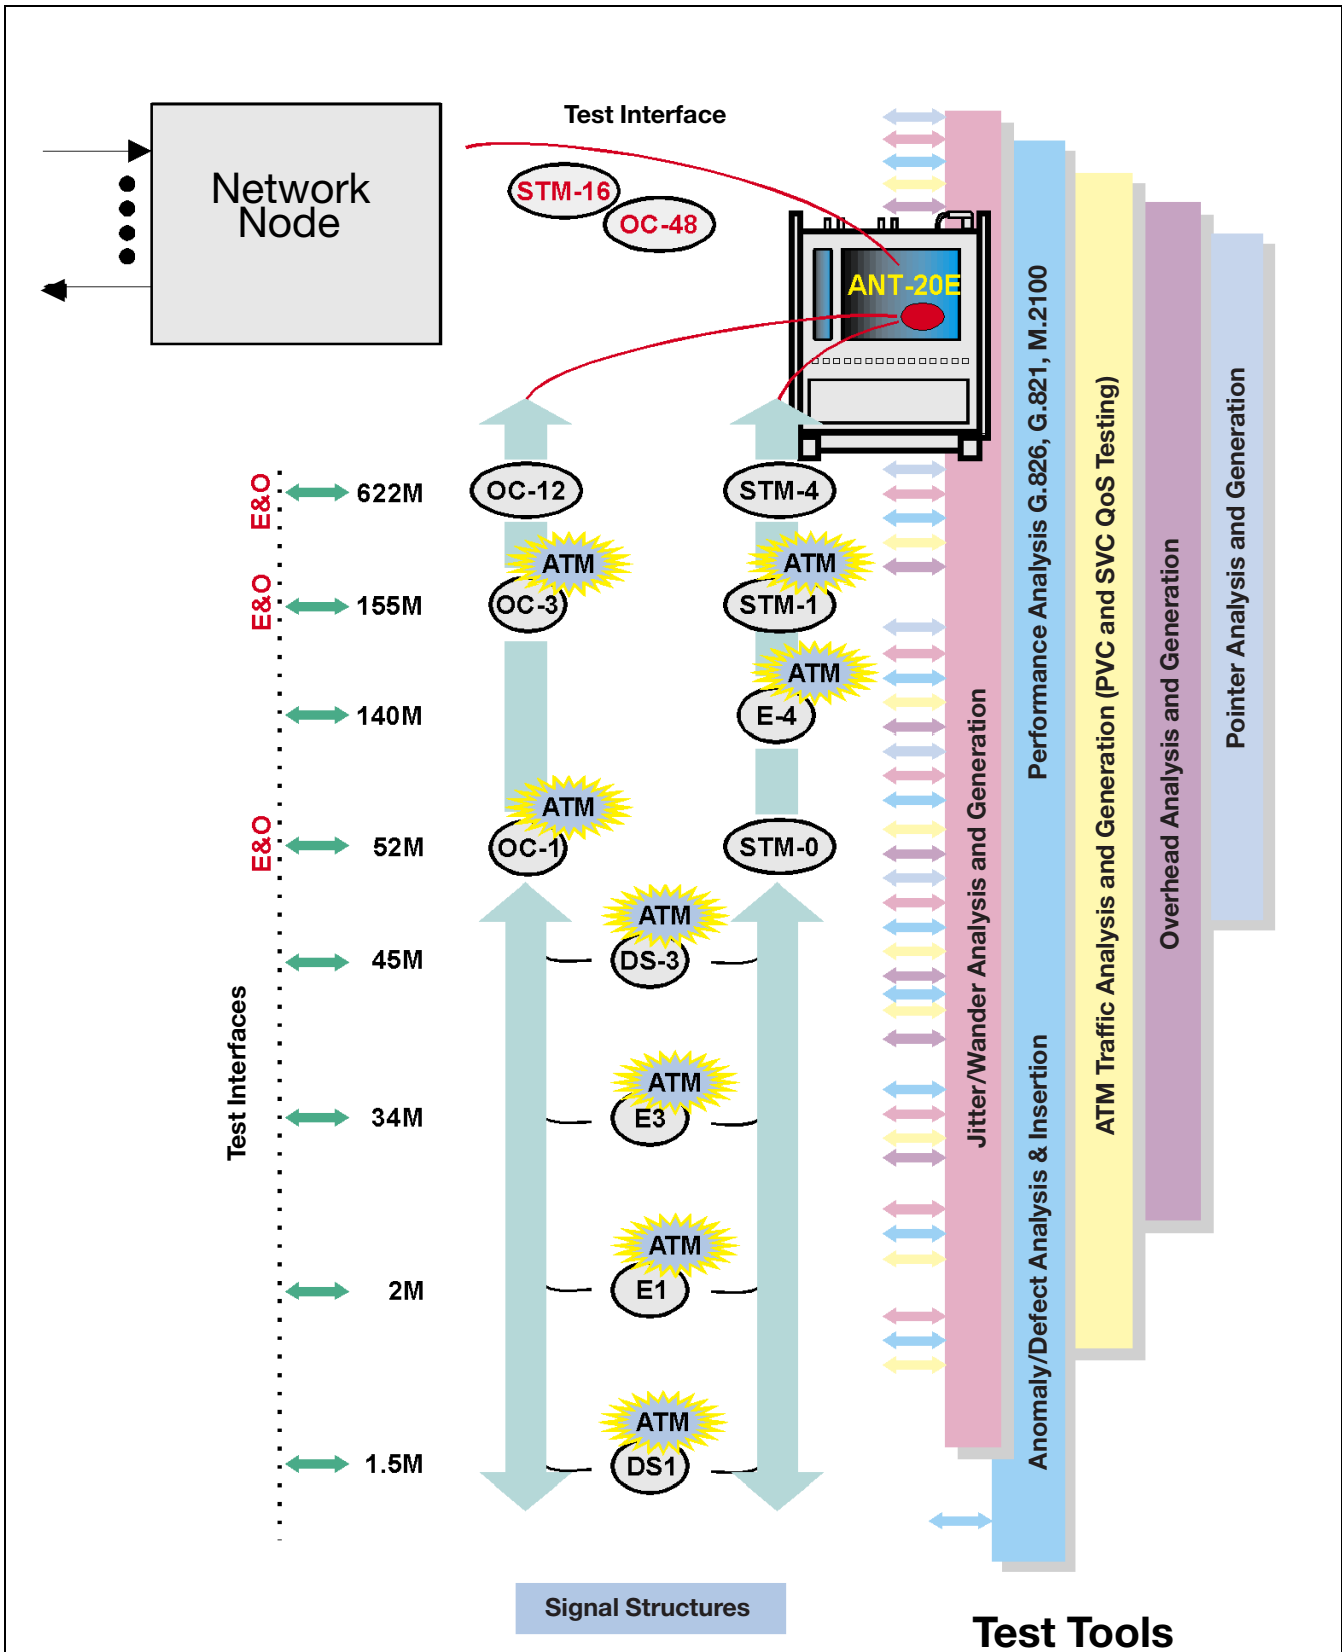 Test Interface
Network
Node
STM-16
OC-48
ANT-20E
E&O
622M
OC-12
STM-4
ATM
ATM
E&O
155M
OC-3
STM-1
ATM
140M
E-4
ATM
E&O
52M
OC-1
STM-0
ATM
45M
DS-3
ATM
34M
E3
ATM
2M
E1
ATM
1.5M
DS1
Test Interfaces
Jitter/Wander Analysis and Generation
Anomaly/Defect Analysis & Insertion
Performance Analysis G.826, G.821, M.2100
ATM Traffic Analysis and Generation (PVC and SVC QoS Testing)
Overhead Analysis and Generation
Pointer Analysis and Generation
Signal Structures
Test Tools